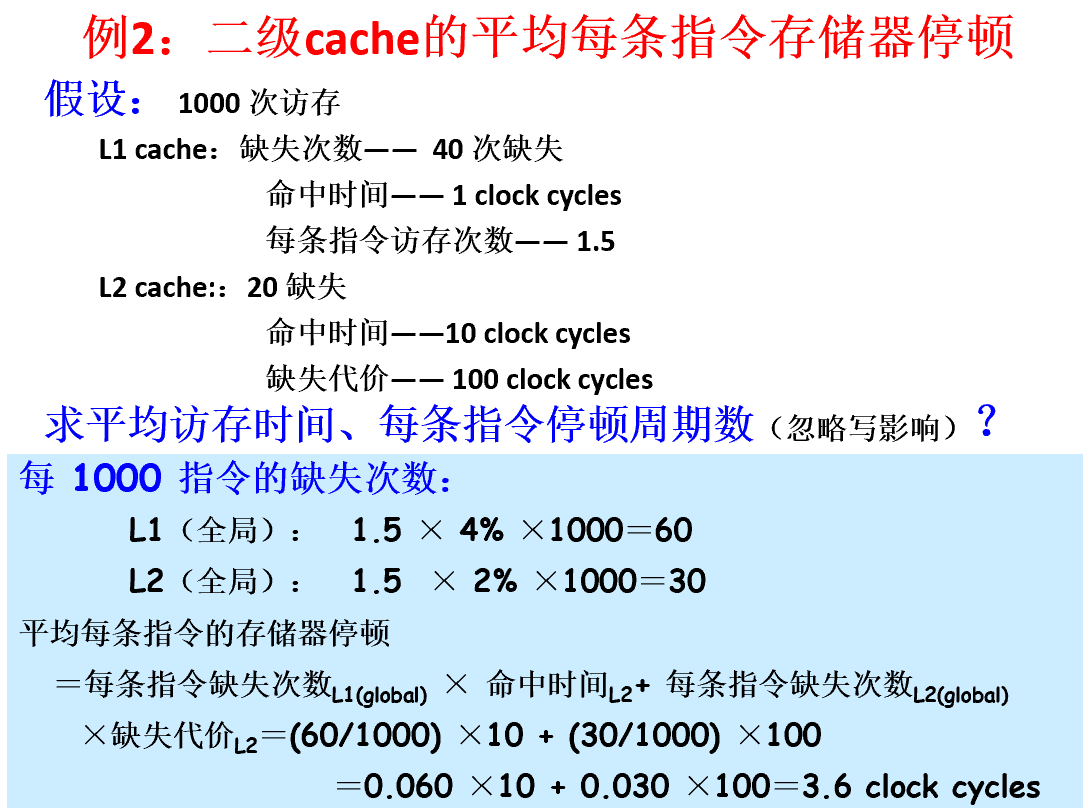 例2：二级cache的平均每条指令存储器停顿
假设： 1000 次访存
L1 cache：缺失次数—— 40 次缺失
命中时间—— 1 clock cycles
每条指令访存次数—— 1.5
L2 cache:：20 缺失
命中时间——10 clock cycles
缺失代价—— 100 clock cycles
求平均访存时间、每条指令停顿周期数（忽略写影响）？
每 1000 指令的缺失次数：
L1（全局）： 1.5 × 4% ×1000＝60
L2（全局）： 1.5 × 2% ×1000＝30
平均每条指令的存储器停顿
＝每条指令缺失次数L1(global) × 命中时间L2+ 每条指令缺失次数L2(global)
×缺失代价L2＝(60/1000) ×10 + (30/1000) ×100
＝0.060 ×10 + 0.030 ×100＝3.6 clock cycles